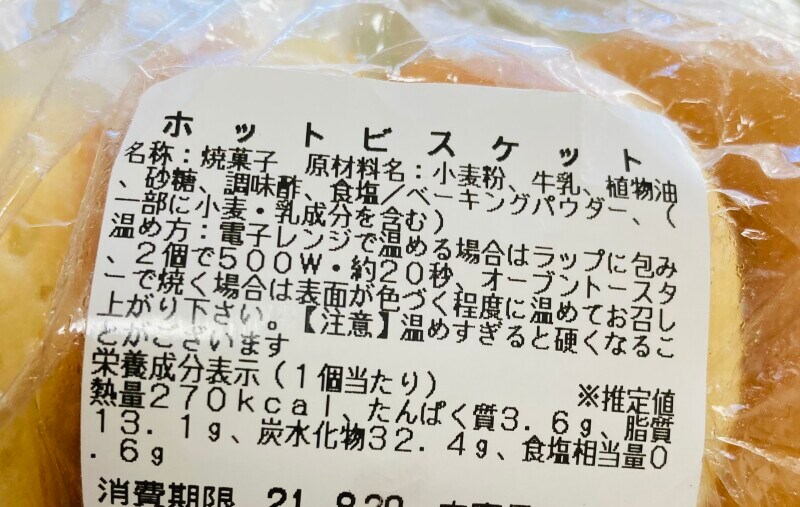 ホットビスケット
名称：焼菓子　原材料名：小麦粉、牛乳、植物油
、砂糖、調味酢、食塩／ベーキングパウダー、（
一部に小麦・乳成分を含む）
温め方：電子レンジで温める場合はラップに包み
、２個で５００Ｗ・約２０秒、オーブントースタ
ーで焼く場合は表面が色づく程度に温めてお召し
上がり下さい。【注意】温めすぎると硬くなるこ
とがございます
栄養成分表示（１個当たり）　※推定値
熱量２７０ｋｃａｌ、たんぱく質３．６ｇ、脂質
１３．１ｇ、炭水化物３２．４ｇ、食塩相当量０
．６ｇ
消費期限　２１．